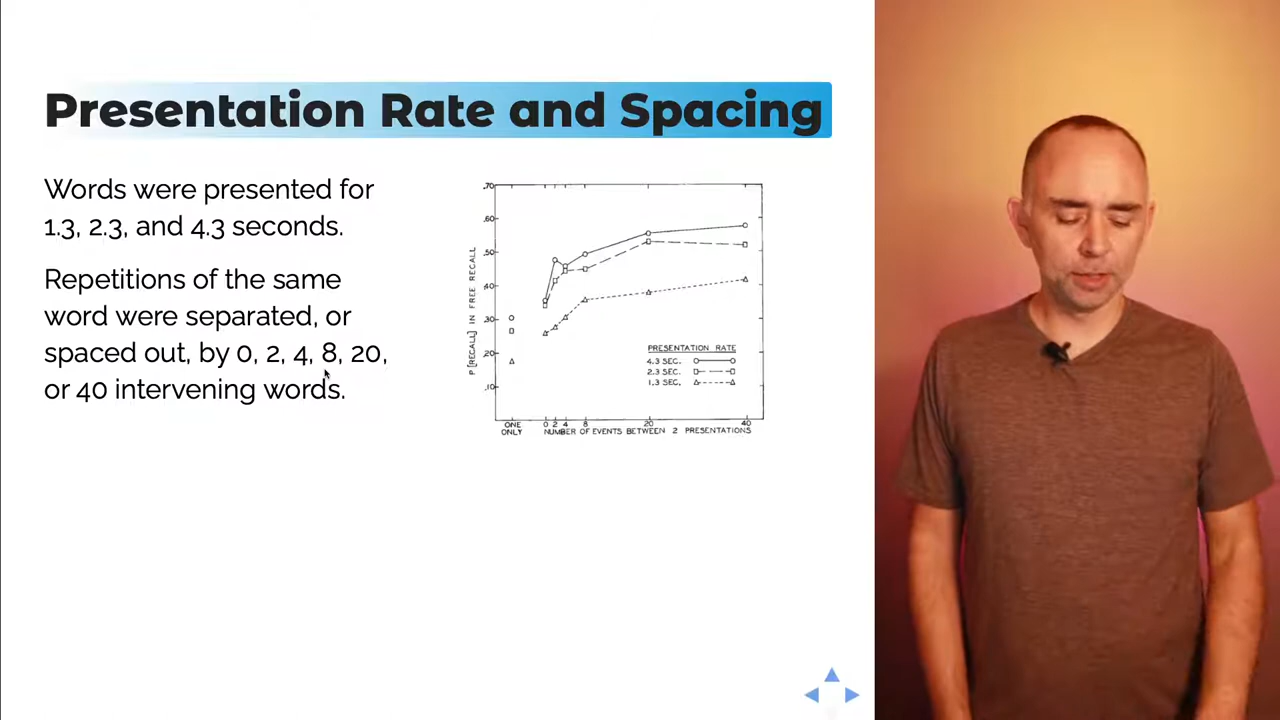 Presentation Rate and Spacing
Words were presented for
1.3, 2.3, and 4.3 seconds.
Repetitions of the same
word were separated, or
spaced out, by 0, 2, 4, 8, 20,
or 40 intervening words.
P [RECALL] IN FREE RECALL
.70
.60
.50
.40
.30
.20
.10
PRESENTATION RATE
4.3 SEC.
2.3 SEC.
1.3 SEC.
ONE ONLY
0 2 4 8 20 40
NUMBER OF EVENTS BETWEEN 2 PRESENTATIONS